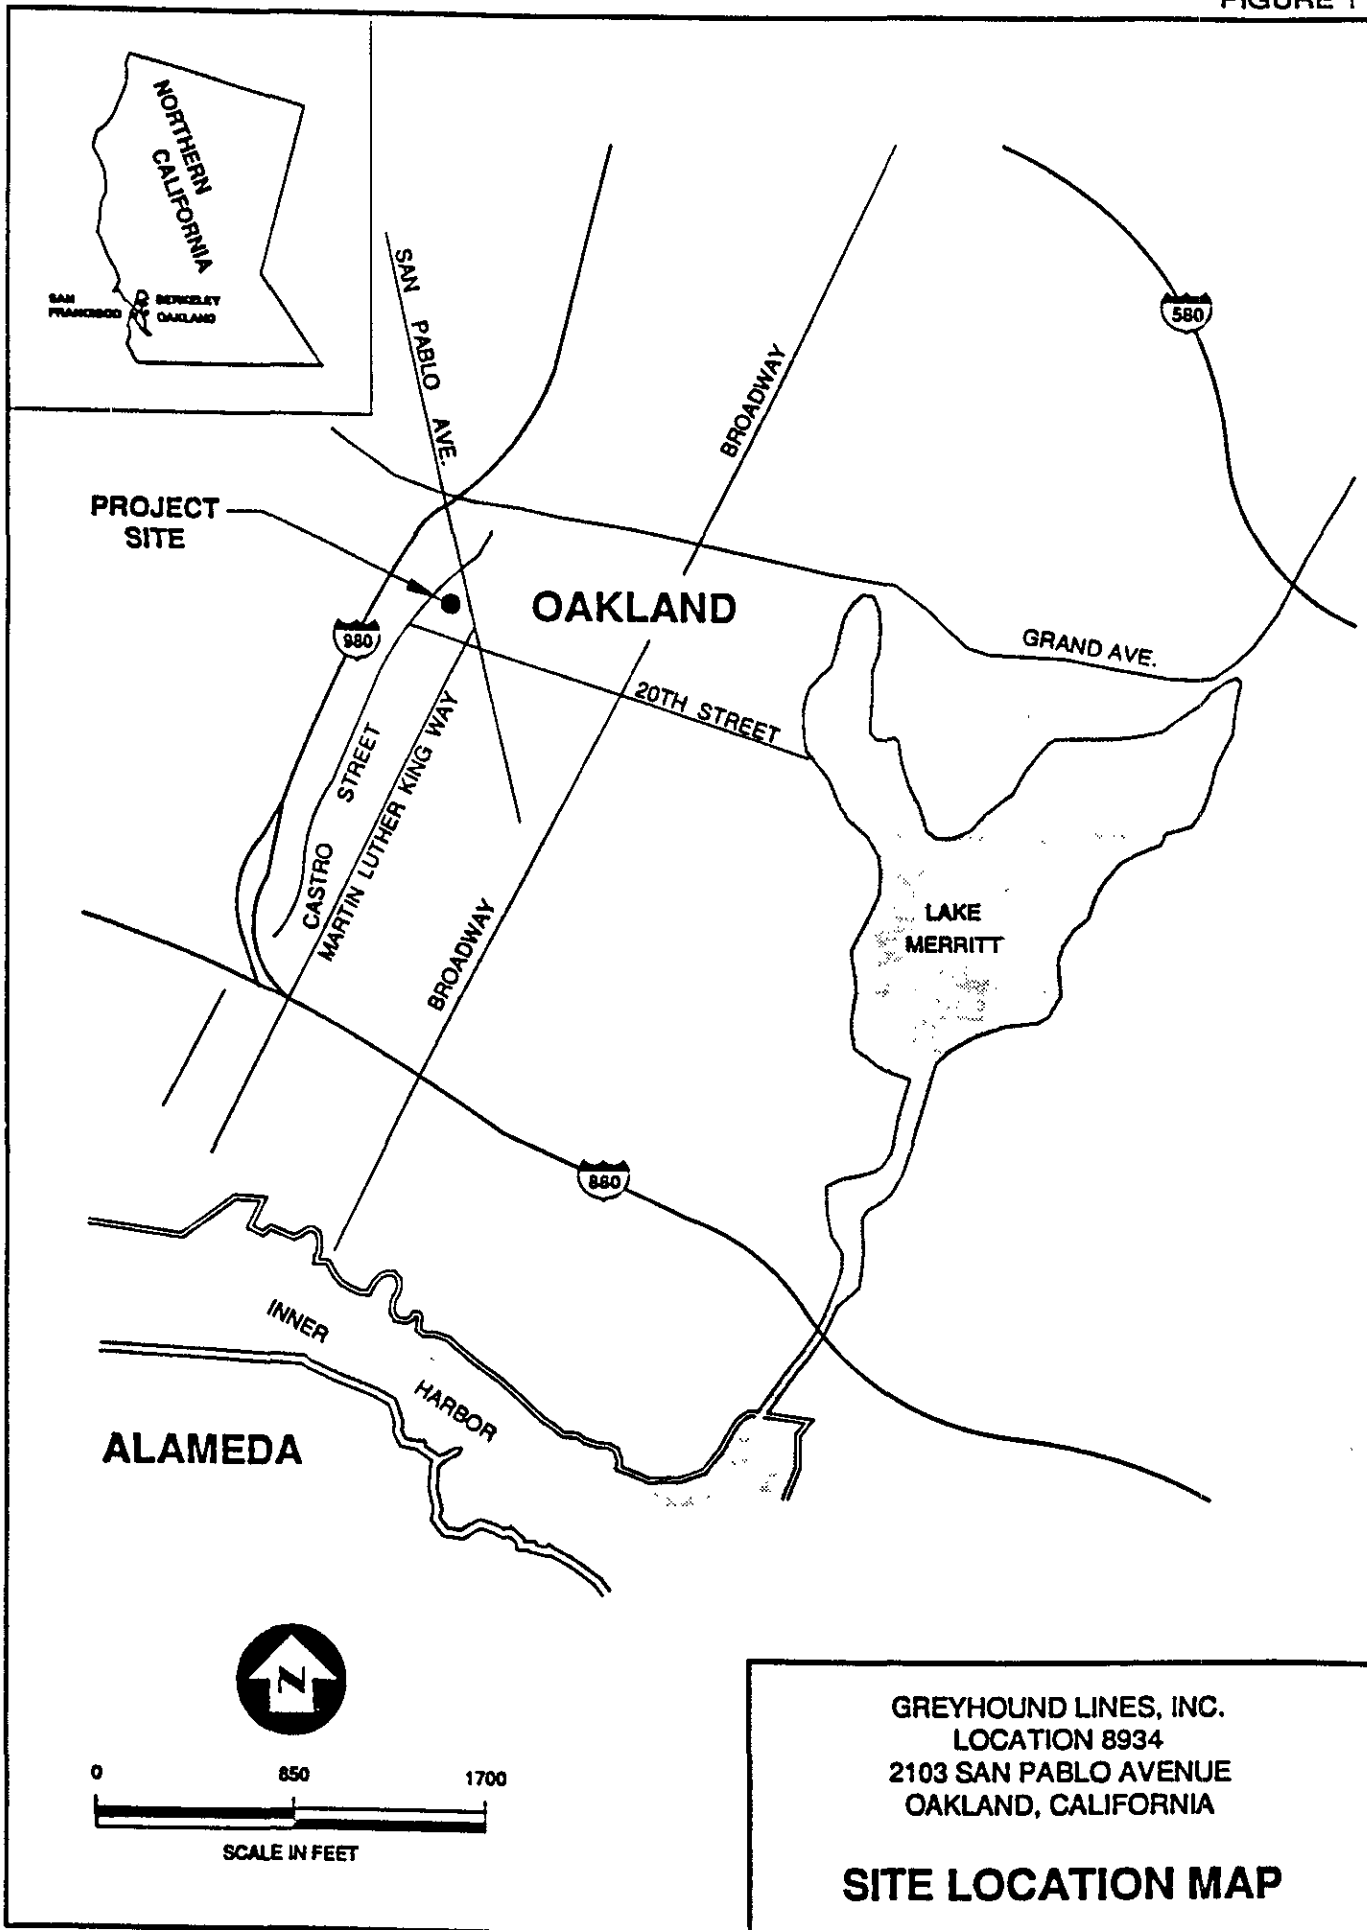 FIGURE 1
NORTHERN
CALIFORNIA
SAN
FRANCISCO
BERKELEY
OAKLAND
SAN PABLO AVE.
BROADWAY
580
PROJECT
SITE
OAKLAND
980
GRAND AVE.
20TH STREET
CASTRO STREET
MARTIN LUTHER KING WAY
BROADWAY
LAKE
MERRITT
880
INNER
HARBOR
ALAMEDA
N
0 850 1700
SCALE IN FEET
GREYHOUND LINES, INC.
LOCATION 8934
2103 SAN PABLO AVENUE
OAKLAND, CALIFORNIA
SITE LOCATION MAP